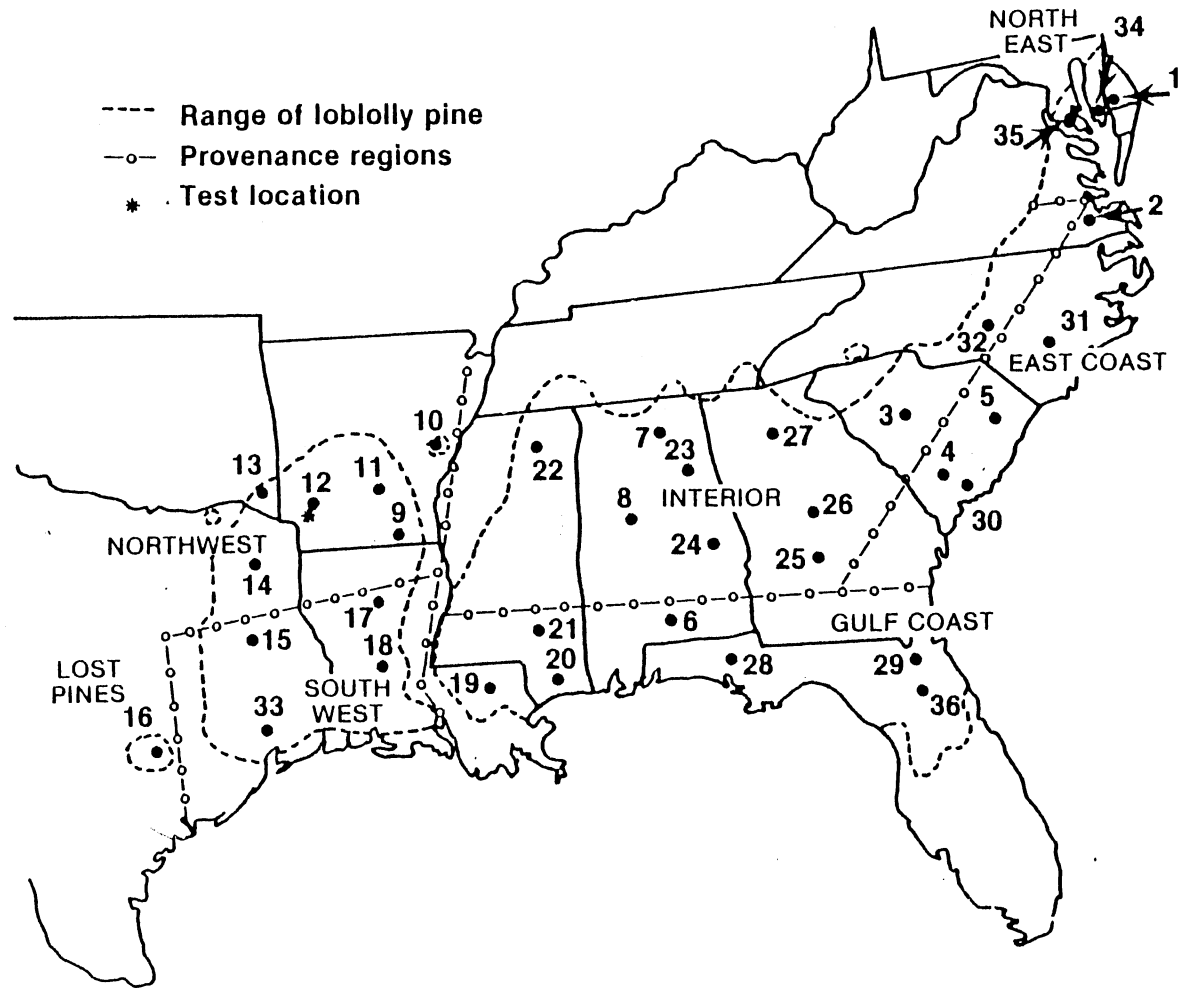 NORTH
EAST
34
1
Range of loblolly pine
Provenance regions
Test location
35
2
31
32
EAST COAST
3
5
10
7
23
27
22
4
13
12
11
8
INTERIOR
26
30
9
NORTHWEST
24
25
14
17
15
21
6
GULF COAST
18
20
28
29
LOST
PINES
19
SOUTH
WEST
36
16
33